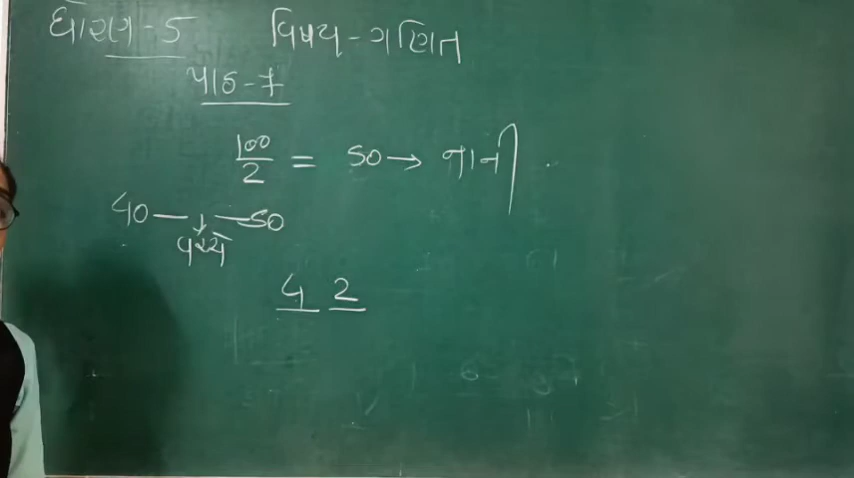 ધોરણ-5 વિષય-ગણિત
પાઠ-7
100/2 = 50 → નાની
40 — ↓ — 50
વચ્ચે
4 2